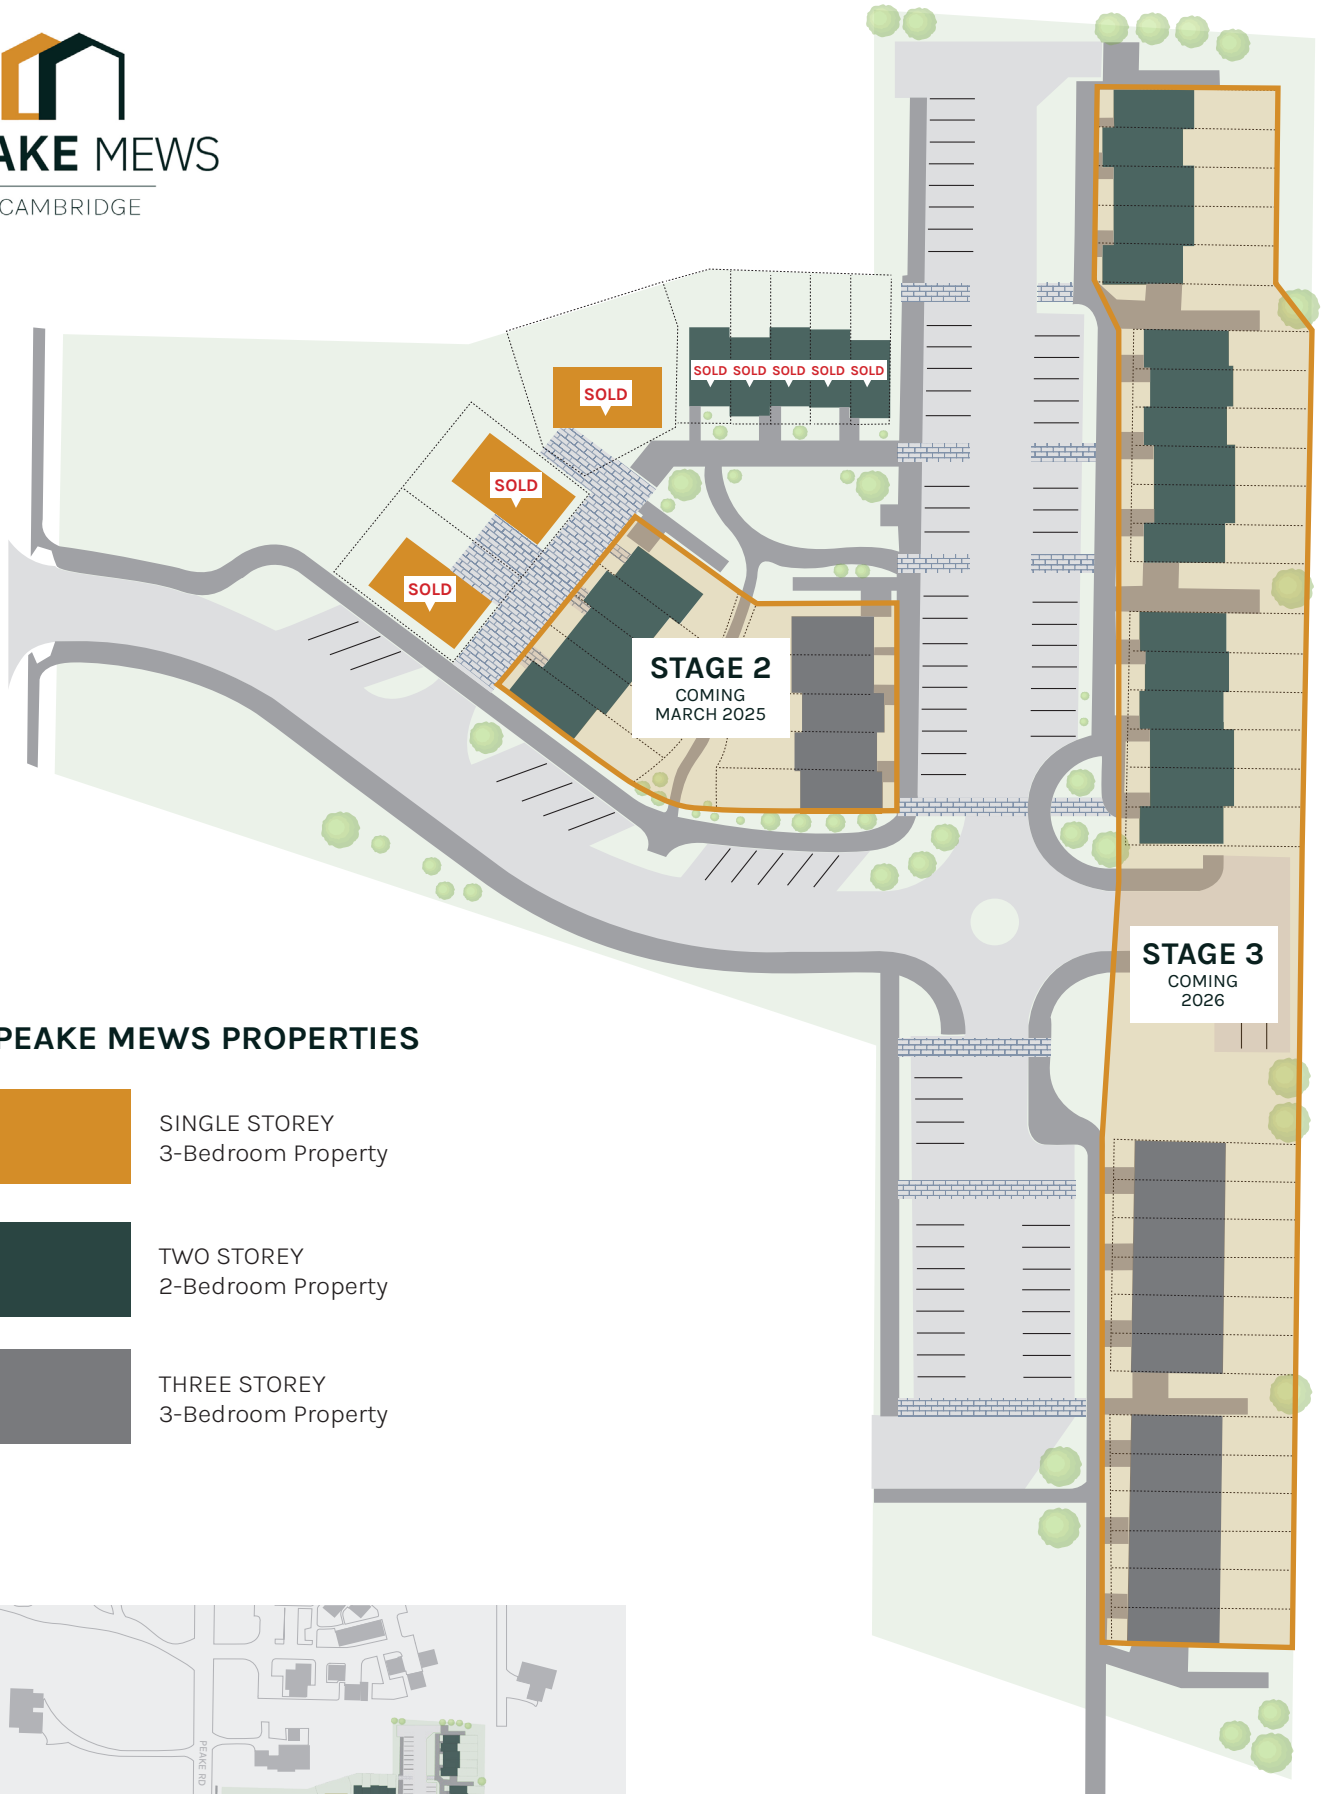 AKE MEWS
CAMBRIDGE
SOLD
SOLD SOLD SOLD SOLD SOLD
SOLD
SOLD
STAGE 2
COMING
MARCH 2025
STAGE 3
COMING
2026
PEAKE MEWS PROPERTIES
SINGLE STOREY
3-Bedroom Property
TWO STOREY
2-Bedroom Property
THREE STOREY
3-Bedroom Property
PEAKE RD